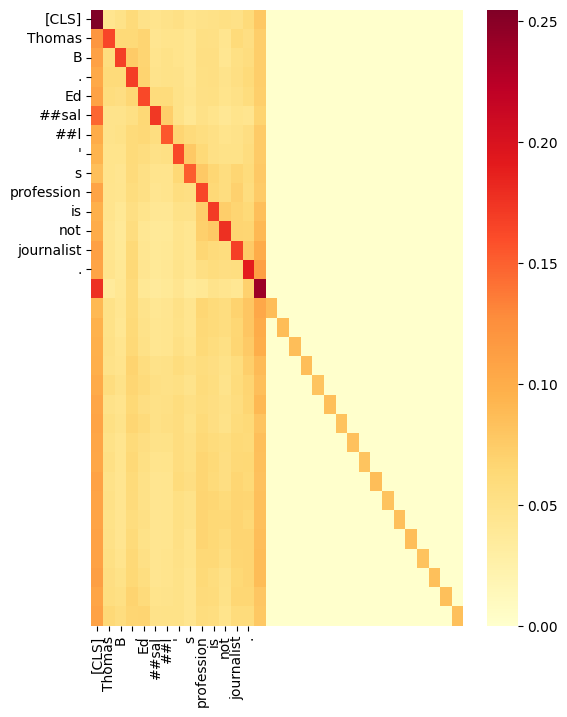 [CLS]
Thomas
B
.
Ed
##sal
##l
'
s
profession
is
not
journalist
.
0.25
0.20
0.15
0.10
0.05
0.00
[CLS]
Thomas
B
.
Ed
##sal
##l
'
s
profession
is
not
journalist
.